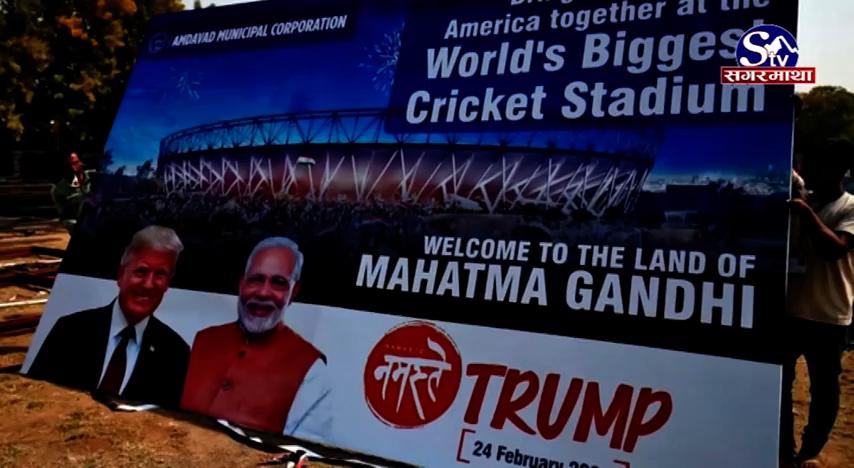 AMDAVAD MUNICIPAL CORPORATION
America together at the
World's Biggest
Cricket Stadium
WELCOME TO THE LAND OF
MAHATMA GANDHI
नमस्ते
TRUMP
24 February
Stv
सगरमाथा